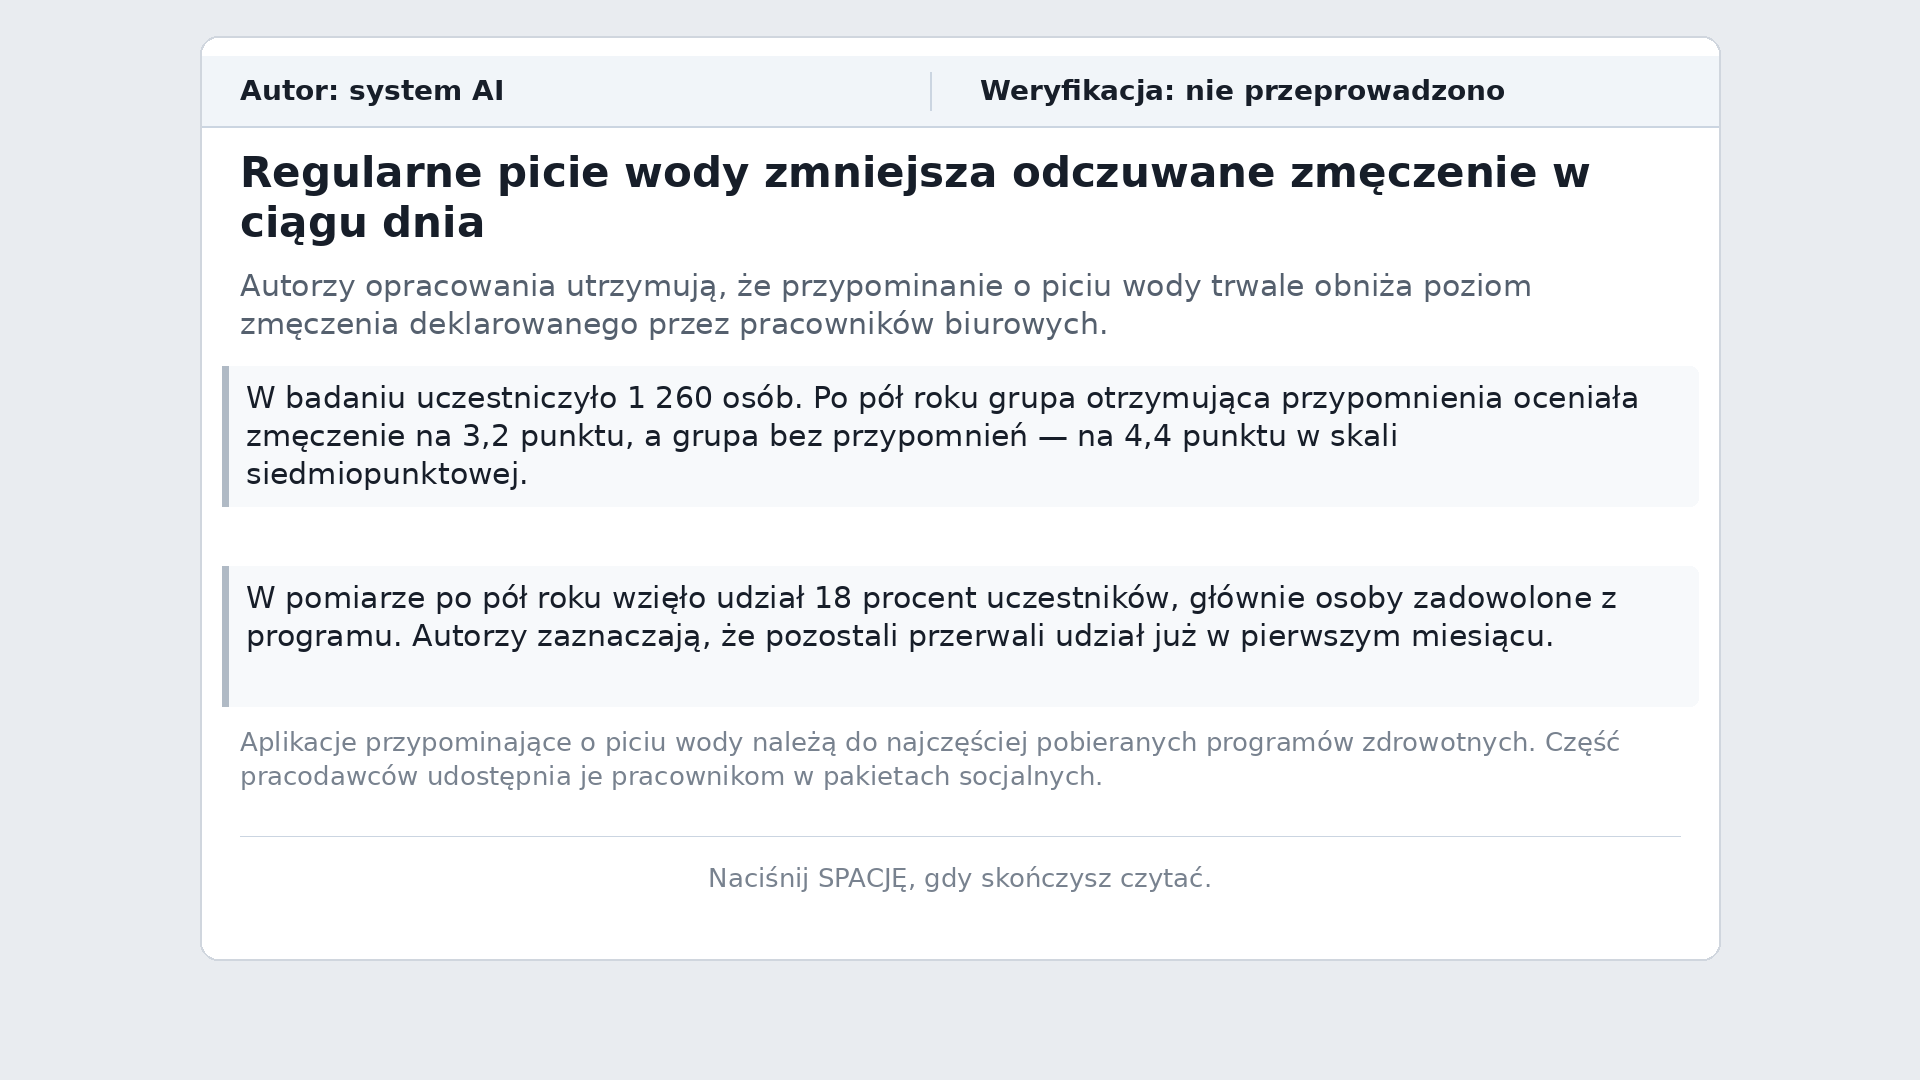 Autor: system AI
Weryfikacja: nie przeprowadzono
Regularne picie wody zmniejsza odczuwane zmęczenie w
ciągu dnia
Autorzy opracowania utrzymują, że przypominanie o piciu wody trwale obniża poziom
zmęczenia deklarowanego przez pracowników biurowych.
W badaniu uczestniczyło 1 260 osób. Po pół roku grupa otrzymująca przypomnienia oceniała
zmęczenie na 3,2 punktu, a grupa bez przypomnień — na 4,4 punktu w skali
siedmiopunktowej.
W pomiarze po pół roku wzięło udział 18 procent uczestników, głównie osoby zadowolone z
programu. Autorzy zaznaczają, że pozostali przerwali udział już w pierwszym miesiącu.
Aplikacje przypominające o piciu wody należą do najczęściej pobieranych programów zdrowotnych. Część
pracodawców udostępnia je pracownikom w pakietach socjalnych.
Naciśnij SPACJĘ, gdy skończysz czytać.